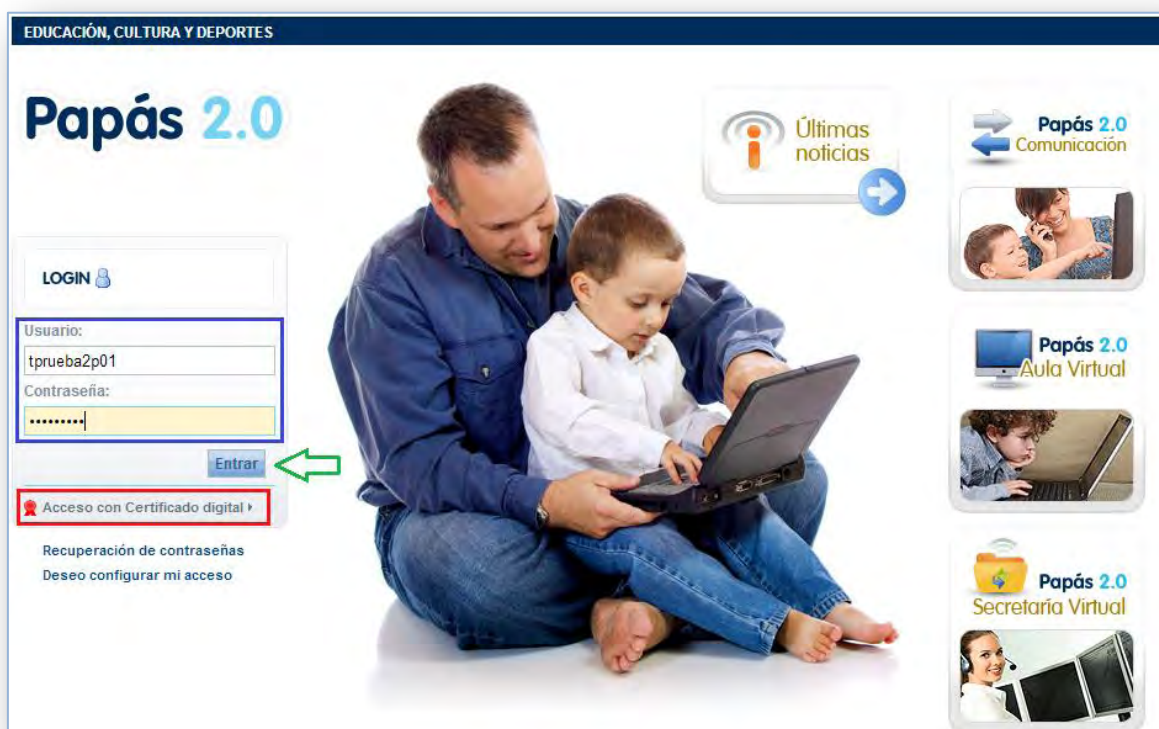 EDUCACIÓN, CULTURA Y DEPORTES
Papás 2.0
LOGIN
Usuario:
tprueba2p01
Contraseña:
•••••••••
Entrar
Acceso con Certificado digital
Recuperación de contraseñas
Deseo configurar mi acceso
Últimas
noticias
Papás 2.0
Comunicación
Papás 2.0
Aula Virtual
Papás 2.0
Secretaría Virtual